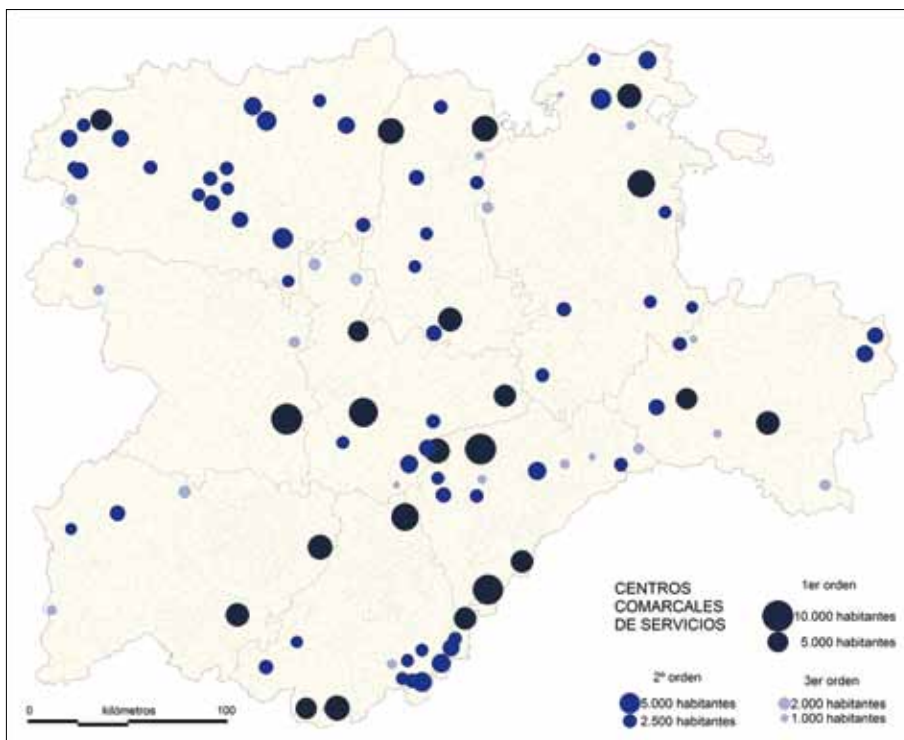 CENTROS
COMARCALES
DE SERVICIOS
1er orden
10.000 habitantes
5.000 habitantes
2º orden
5.000 habitantes
2.500 habitantes
3er orden
2.000 habitantes
1.000 habitantes
0 kilómetros 100